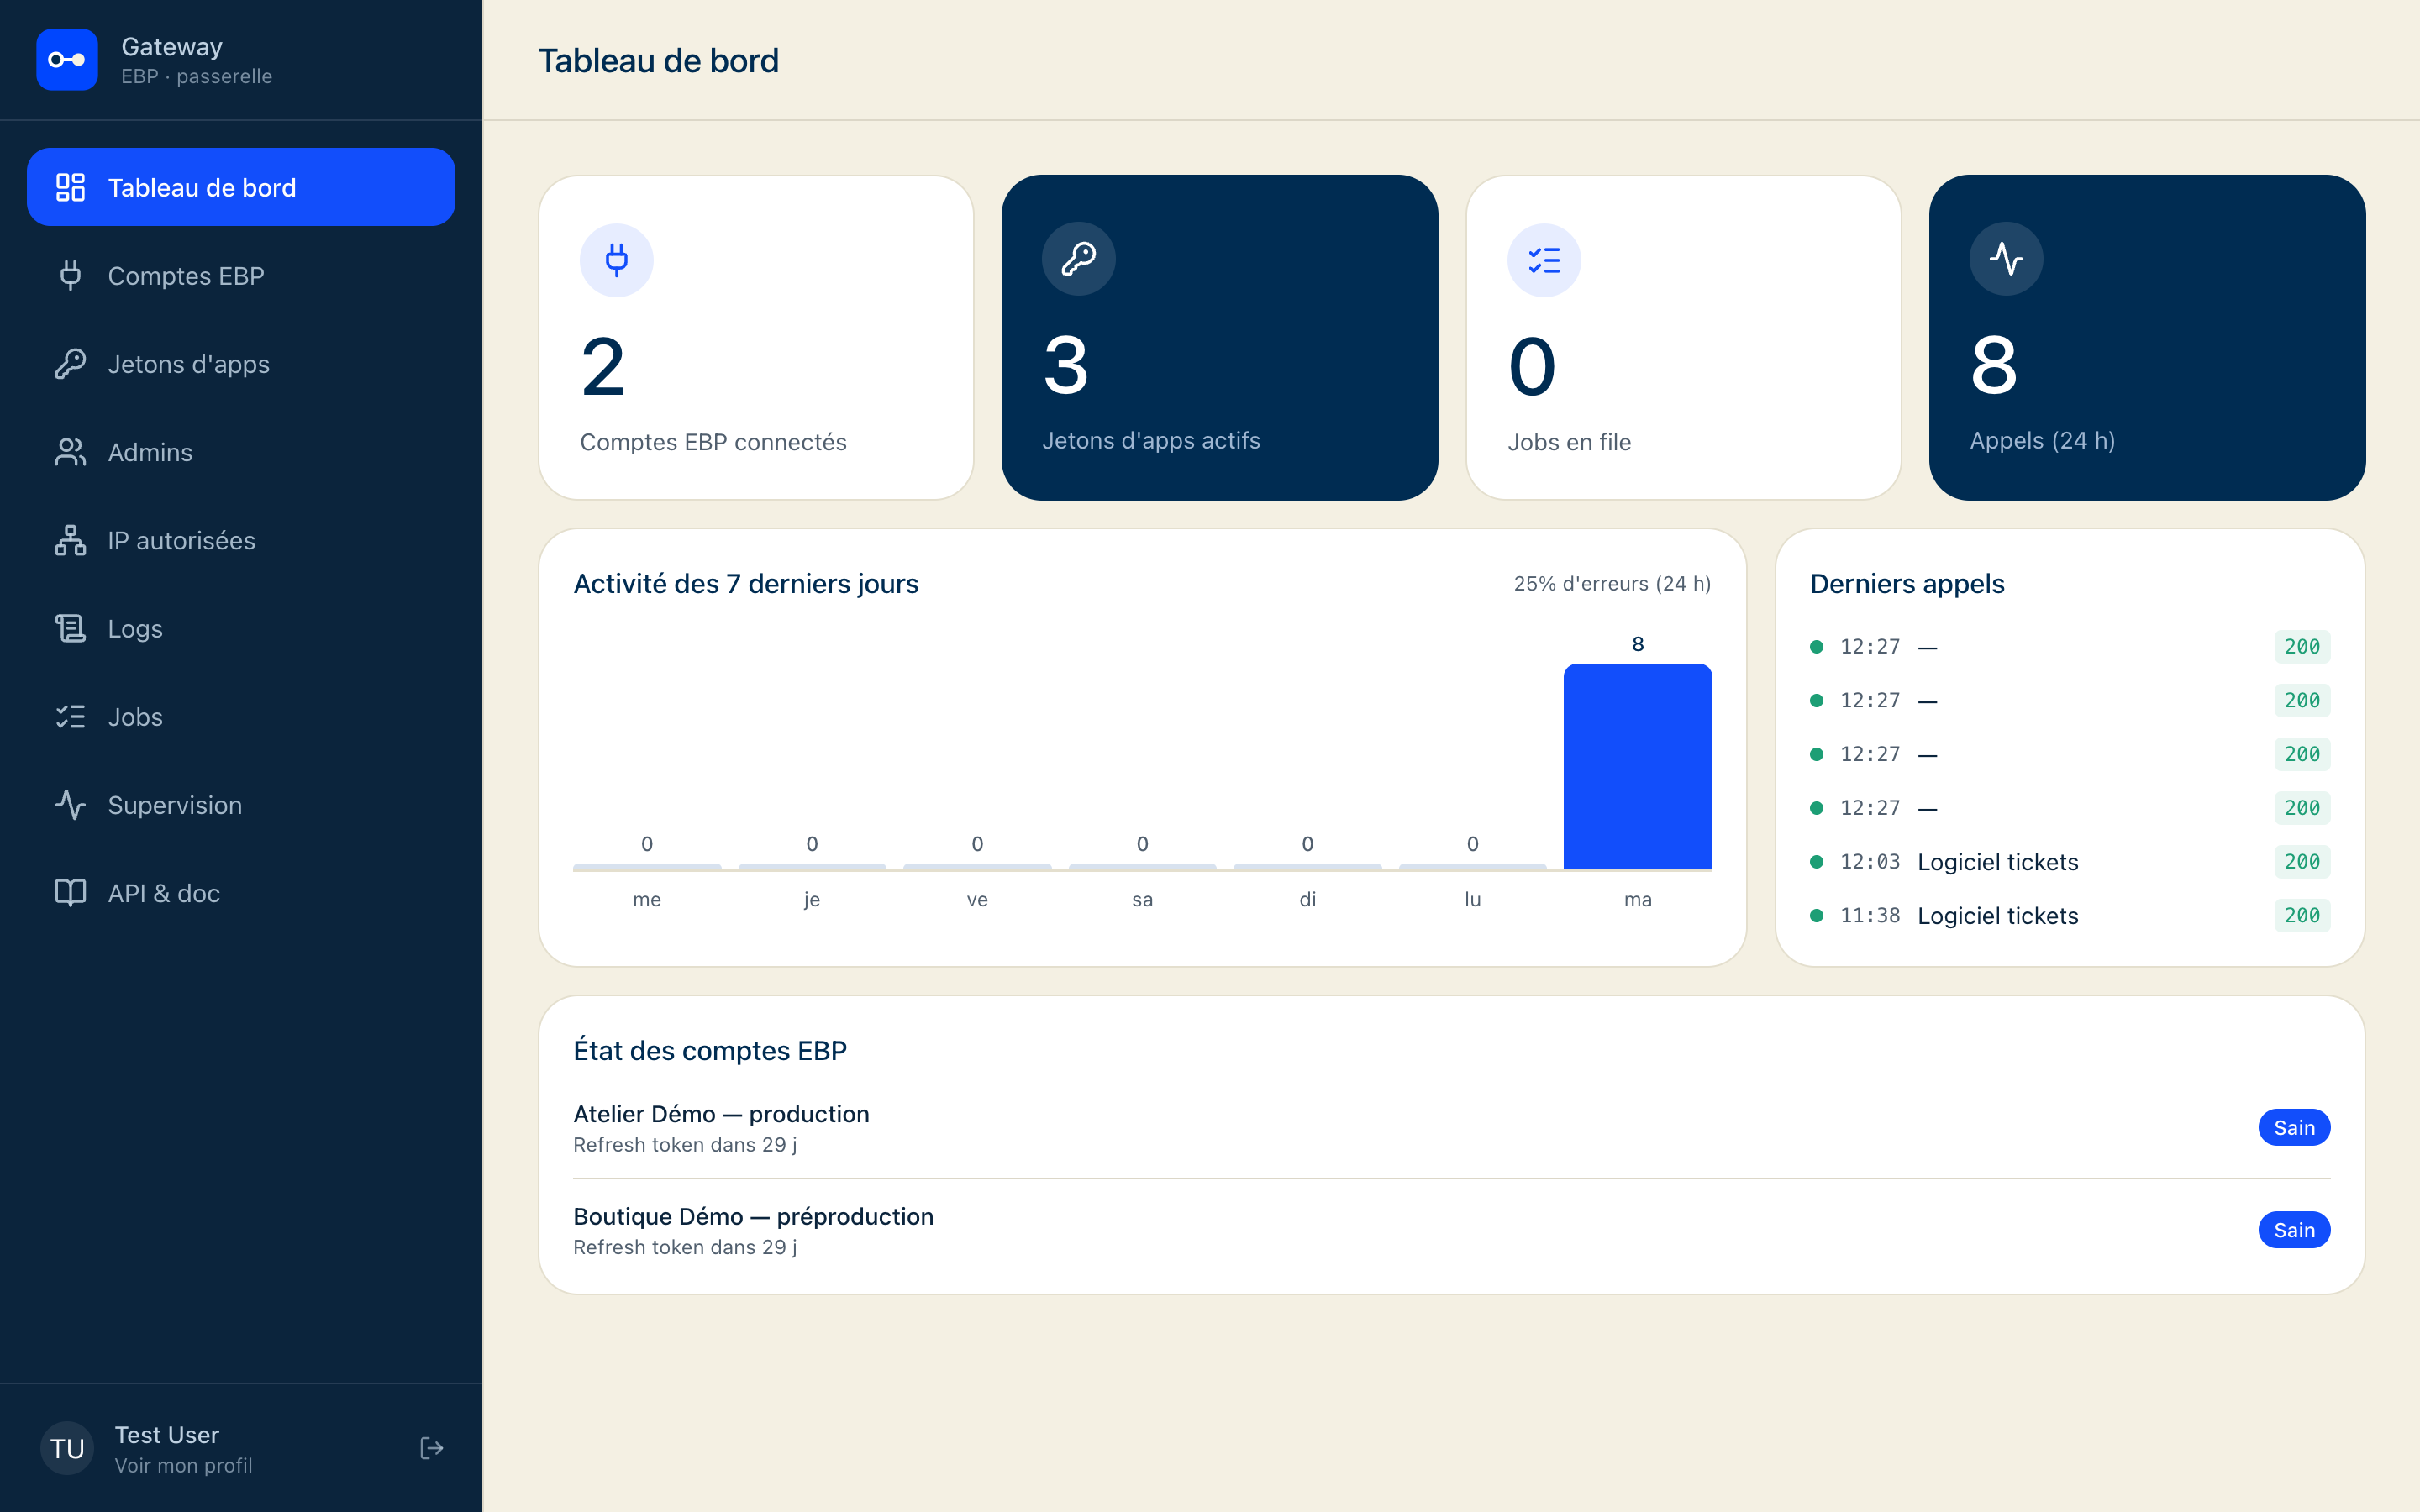 Gateway
EBP · passerelle
Tableau de bord
Comptes EBP
Jetons d'apps
Admins
IP autorisées
Logs
Jobs
Supervision
API & doc
TU
Test User
Voir mon profil
Tableau de bord
2
Comptes EBP connectés
3
Jetons d'apps actifs
0
Jobs en file
8
Appels (24 h)
Activité des 7 derniers jours
25% d'erreurs (24 h)
0 0 0 0 0 0 8
me je ve sa di lu ma
Derniers appels
12:27 — 200
12:27 — 200
12:27 — 200
12:27 — 200
12:03 Logiciel tickets 200
11:38 Logiciel tickets 200
État des comptes EBP
Atelier Démo — production
Refresh token dans 29 j
Sain
Boutique Démo — préproduction
Refresh token dans 29 j
Sain